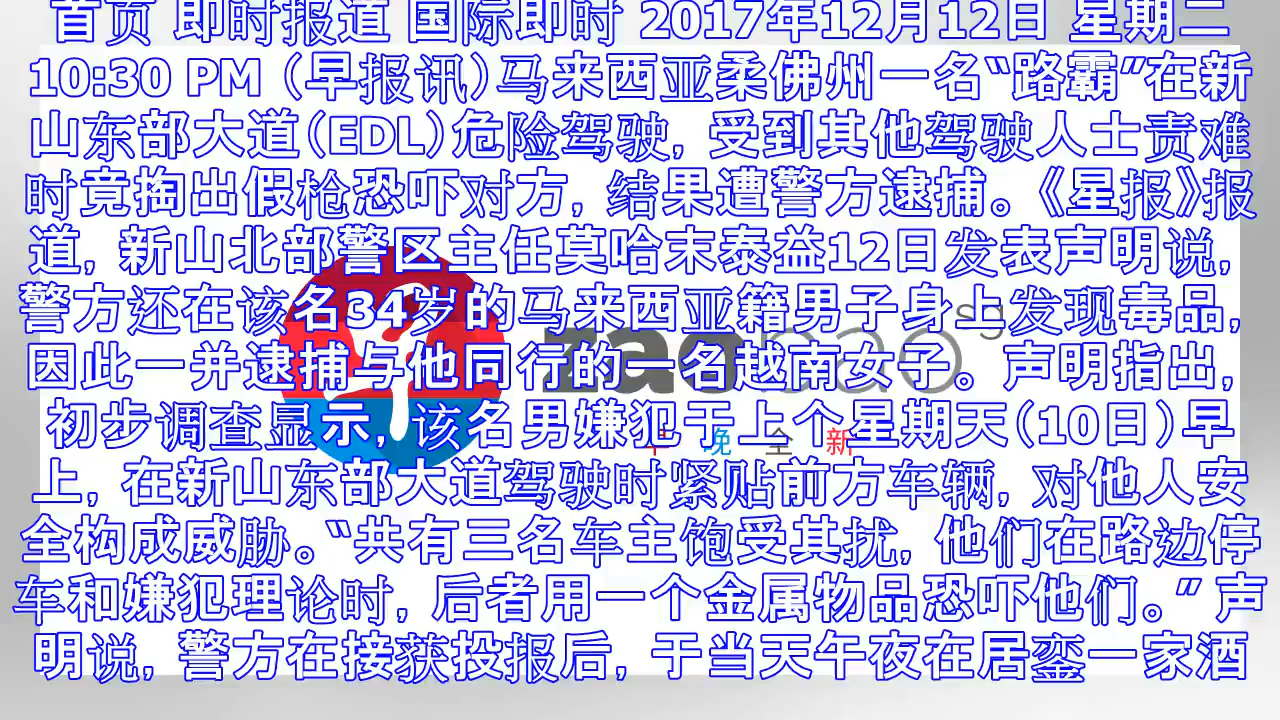 首页 即时报道 国际即时 2017年12月12日 星期二
10:30 PM (早报讯)马来西亚柔佛州一名“路霸”在新
山东部大道(EDL)危险驾驶, 受到其他驾驶人士责难
时竟掏出假枪恐吓对方, 结果遭警方逮捕。《星报》报
道, 新山北部警区主任莫哈末泰益12日发表声明说,
警方还在该名34岁的马来西亚籍男子身上发现毒品,
因此一并逮捕与他同行的一名越南女子。声明指出,
初步调查显示, 该名男嫌犯于上个星期天(10日)早
上, 在新山东部大道驾驶时紧贴前方车辆, 对他人安
全构成威胁。“共有三名车主饱受其扰, 他们在路边停
车和嫌犯理论时, 后者用一个金属物品恐吓他们。” 声
明说, 警方在接获投报后, 于当天午夜在居銮一家酒
早
zaobao sg
早 晚 全 新